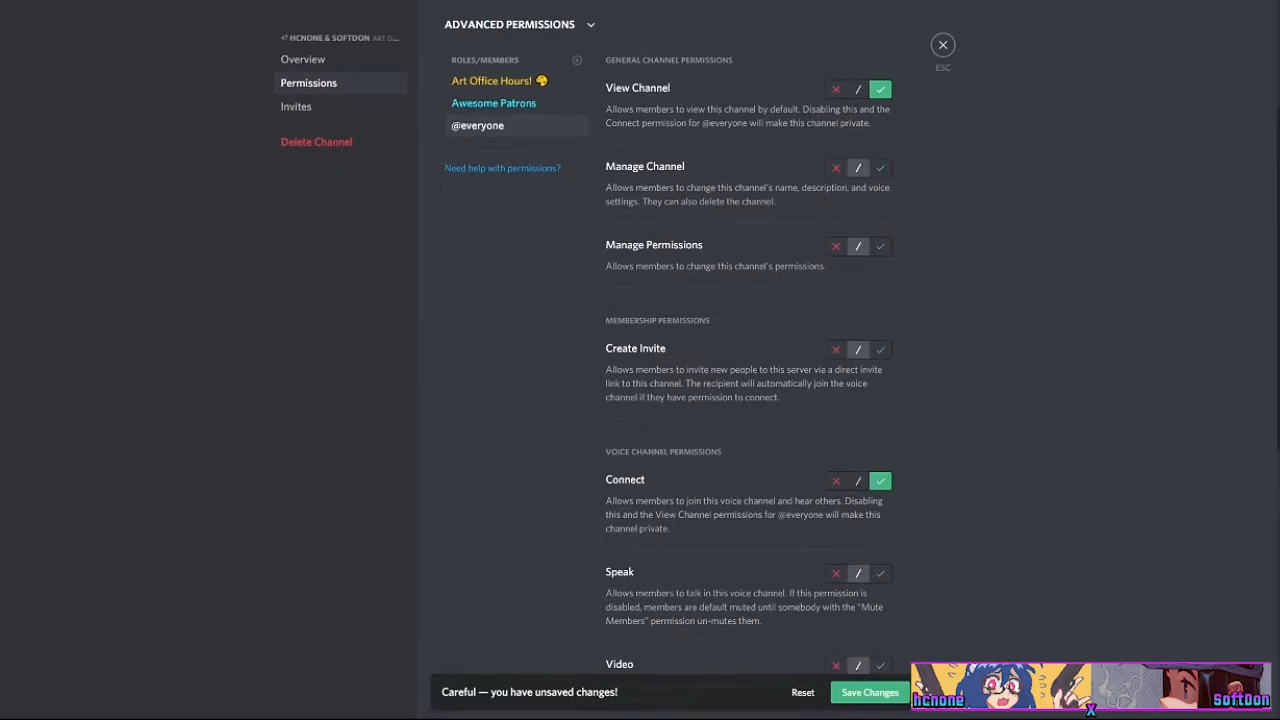 HCNONE & SOFTDON ART O...
Overview
Permissions
Invites
Delete Channel
ADVANCED PERMISSIONS
ROLES/MEMBERS
Art Office Hours!
Awesome Patrons
@everyone
Need help with permissions?
GENERAL CHANNEL PERMISSIONS
View Channel
Allows members to view this channel by default. Disabling this and the
Connect permission for @everyone will make this channel private.
Manage Channel
Allows members to change this channel's name, description, and voice
settings. They can also delete the channel.
Manage Permissions
Allows members to change this channel's permissions.
MEMBERSHIP PERMISSIONS
Create Invite
Allows members to invite new people to this server via a direct invite
link to this channel. The recipient will automatically join the voice
channel if they have permission to connect.
VOICE CHANNEL PERMISSIONS
Connect
Allows members to join this voice channel and hear others. Disabling
this and the View Channel permissions for @everyone will make this
channel private.
Speak
Allows members to talk in this voice channel. If this permission is
disabled, members are default muted until somebody with the "Mute
Members" permission un-mutes them.
Video
ESC
Careful — you have unsaved changes!
Reset
Save Changes
hcnone
X
SoftDon